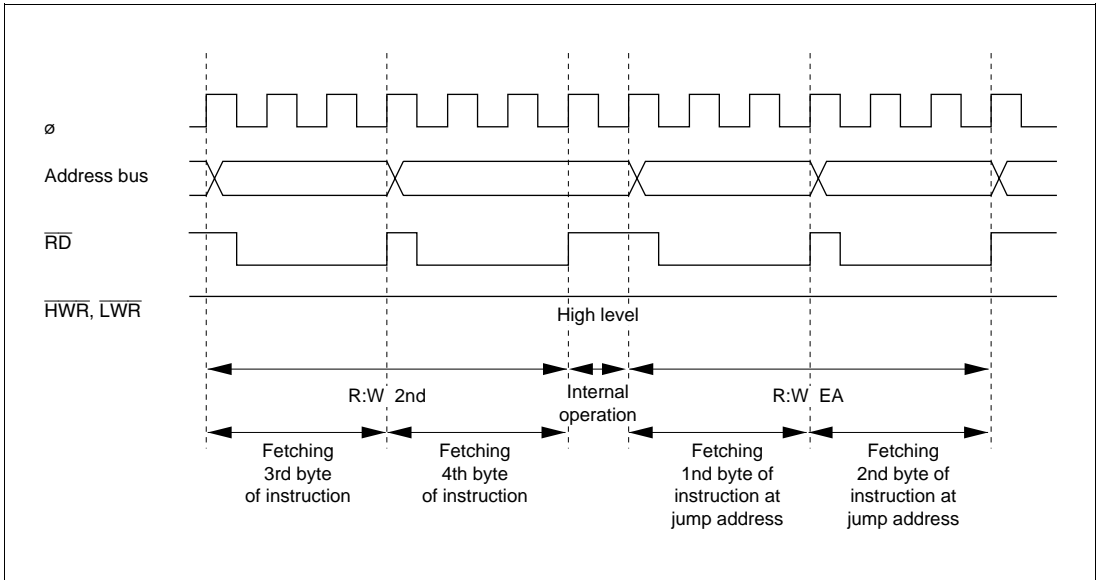 ø
Address bus
RD
HWR, LWR
High level
R:W 2nd
Internal
operation
R:W EA
Fetching
3rd byte
of instruction
Fetching
4th byte
of instruction
Fetching
1nd byte of
instruction at
jump address
Fetching
2nd byte of
instruction at
jump address